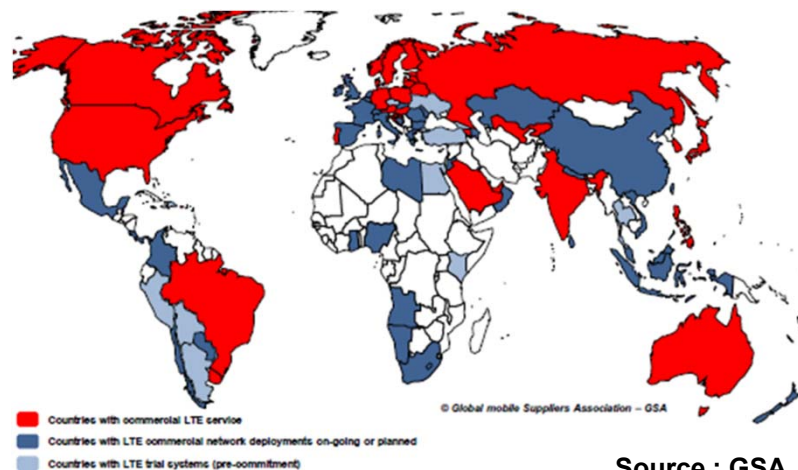 © Global mobile Suppliers Association – GSA
Countries with commercial LTE service
Countries with LTE commercial network deployments on-going or planned
Countries with LTE trial systems (pre-commitment)
Source : GSA